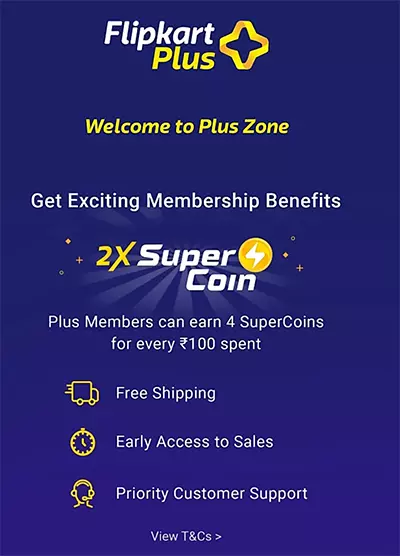 Flipkart
Plus
Welcome to Plus Zone
Get Exciting Membership Benefits
2X Super
Coin
Plus Members can earn 4 SuperCoins
for every ₹100 spent
Free Shipping
Early Access to Sales
Priority Customer Support
View T&Cs >